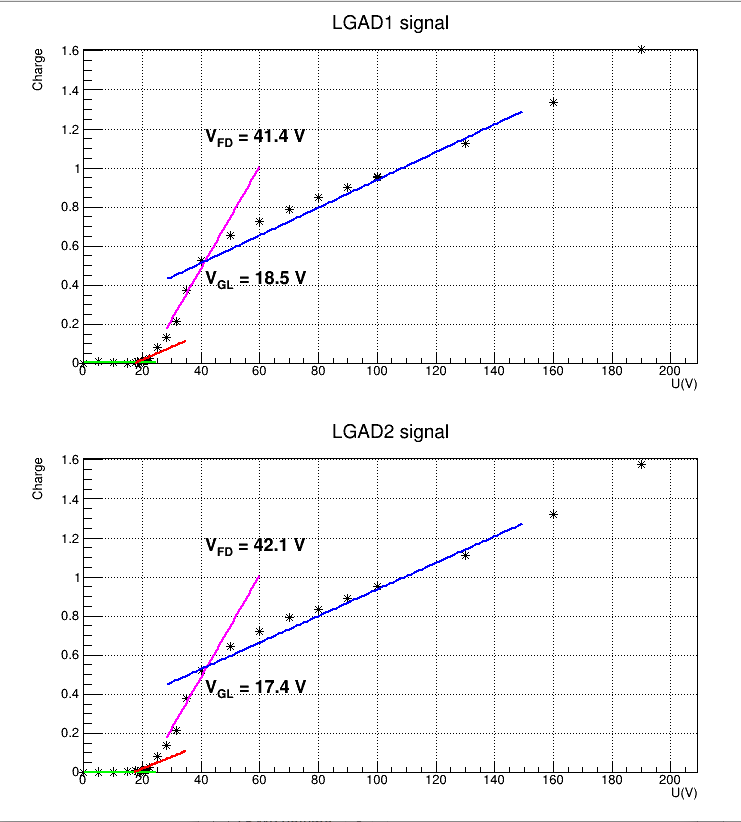 LGAD1 signal
Charge
1.6
1.4
1.2
1
0.8
0.6
0.4
0.2
0
V_FD = 41.4 V
V_GL = 18.5 V
0 20 40 60 80 100 120 140 160 180 200
U(V)
LGAD2 signal
Charge
1.6
1.4
1.2
1
0.8
0.6
0.4
0.2
0
V_FD = 42.1 V
V_GL = 17.4 V
0 20 40 60 80 100 120 140 160 180 200
U(V)